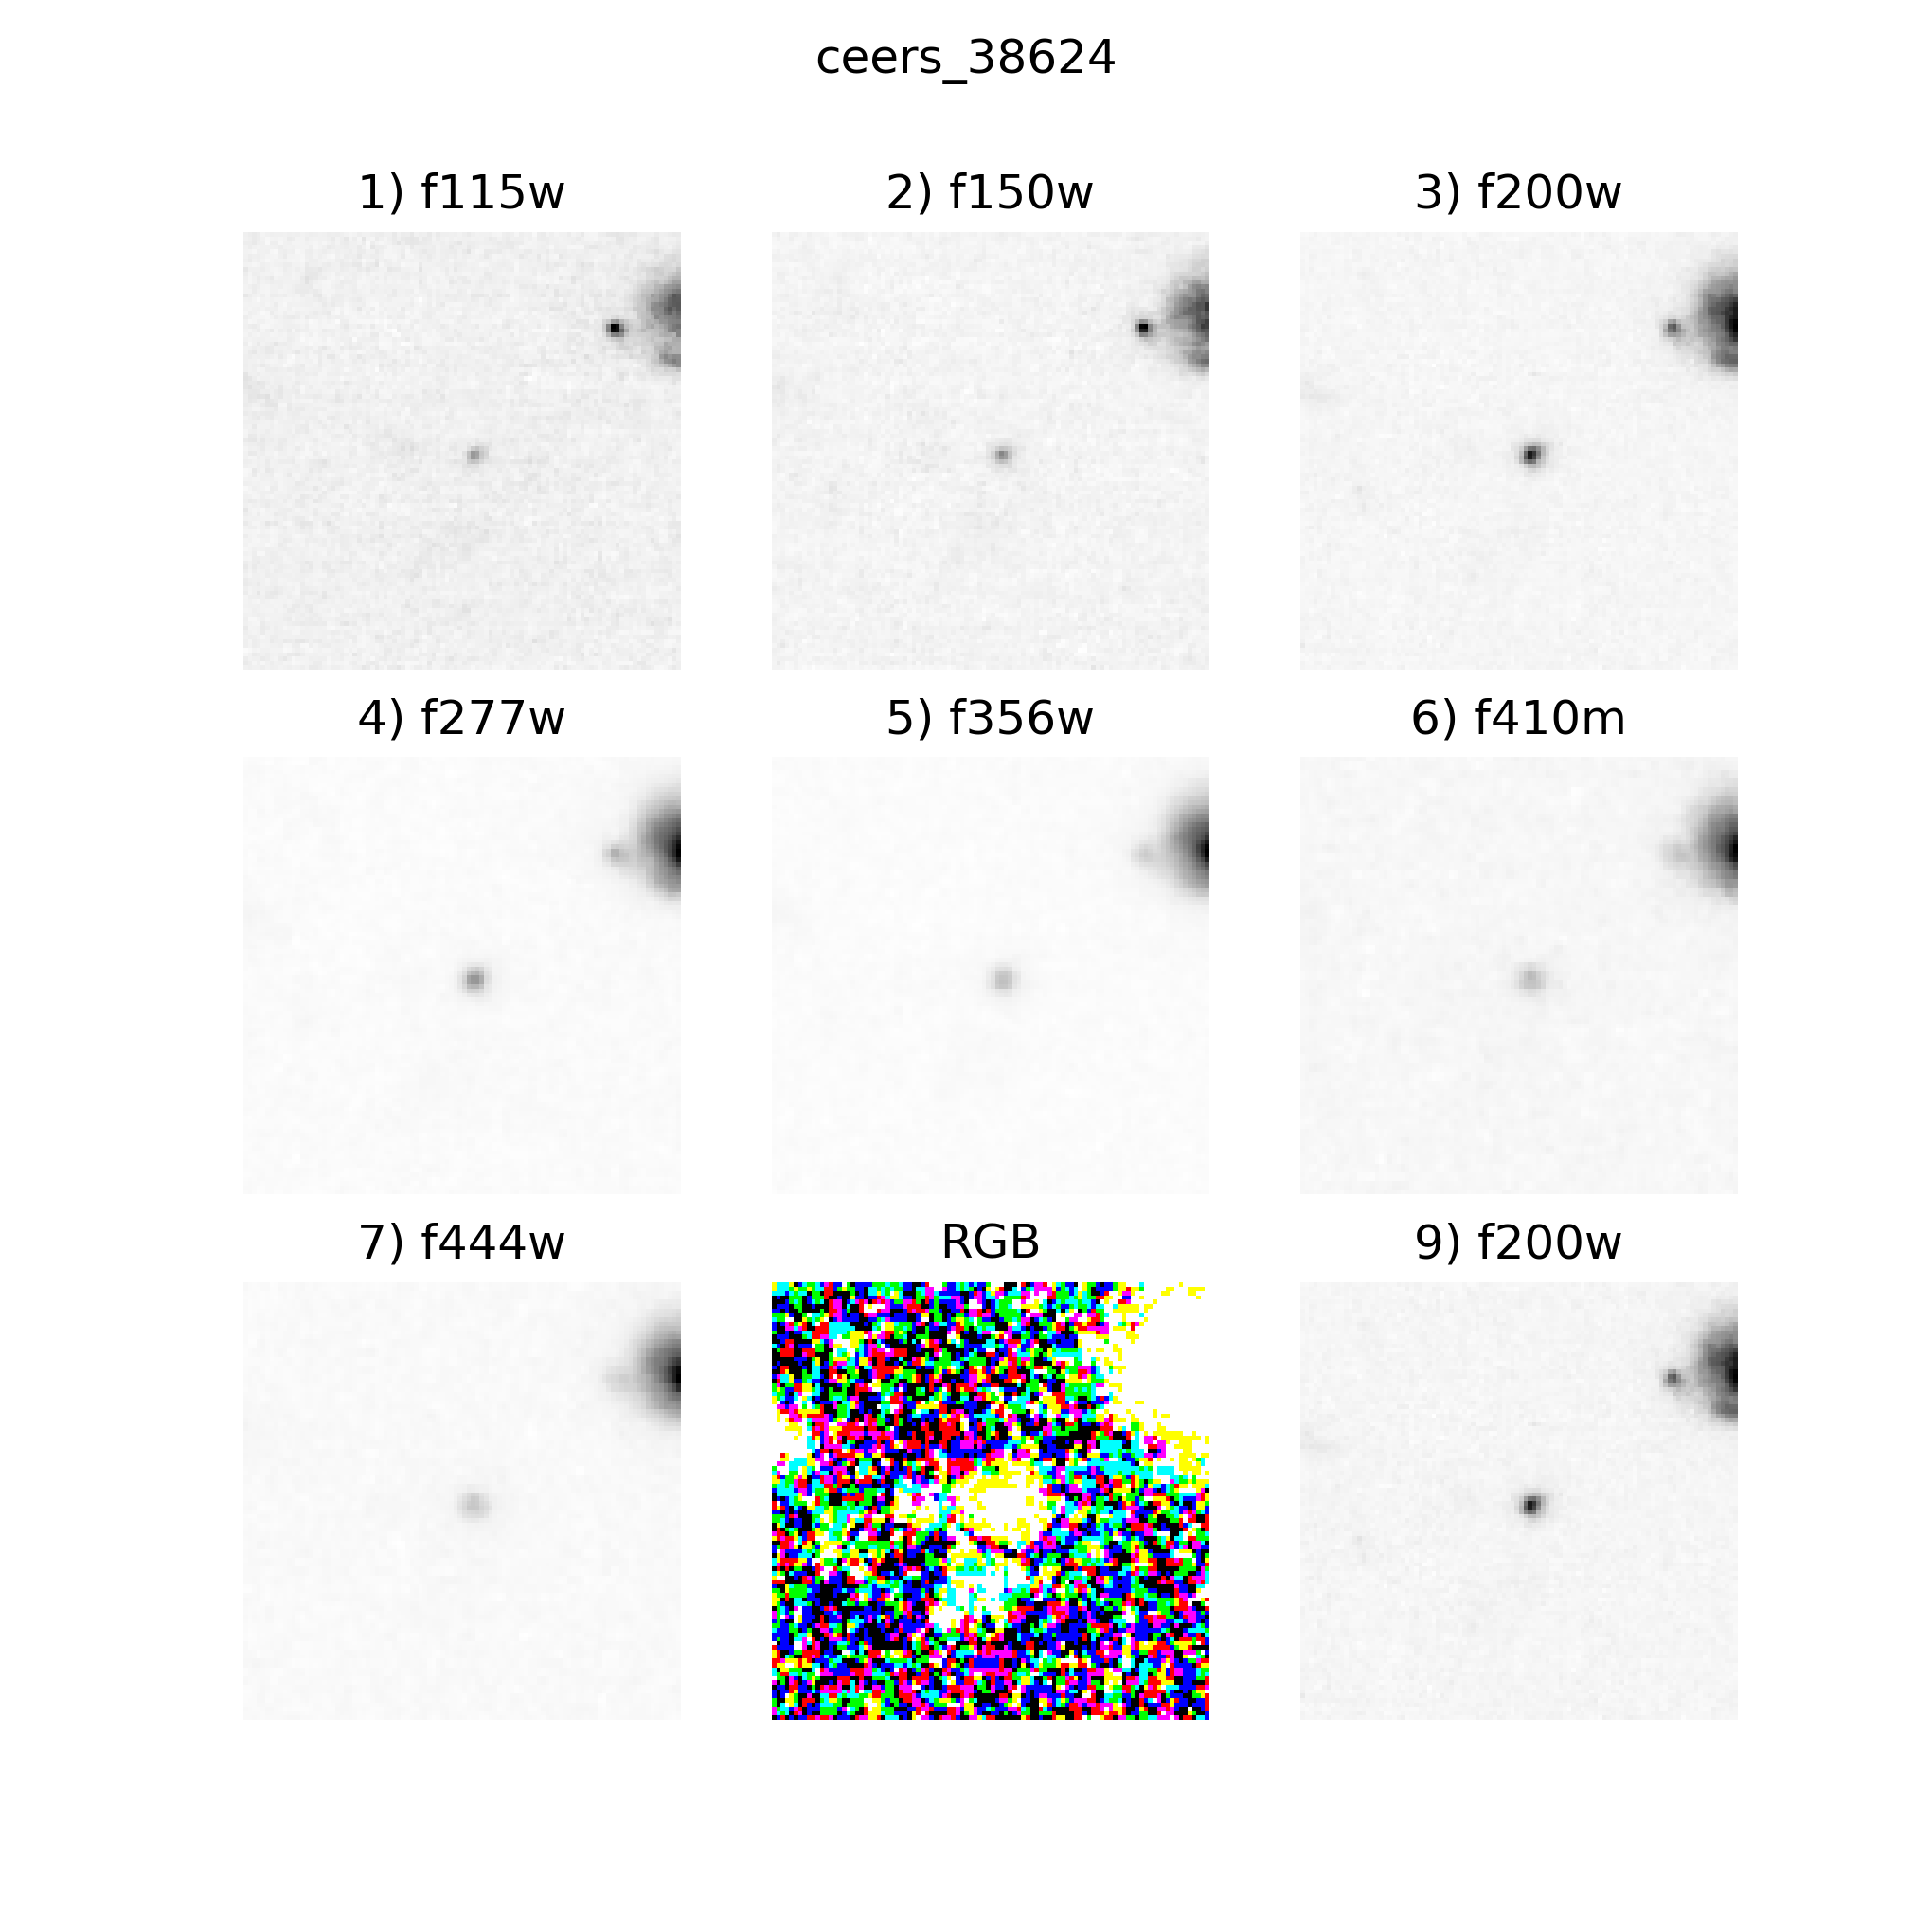 ceers_38624
1) f115w
2) f150w
3) f200w
4) f277w
5) f356w
6) f410m
7) f444w
RGB
9) f200w